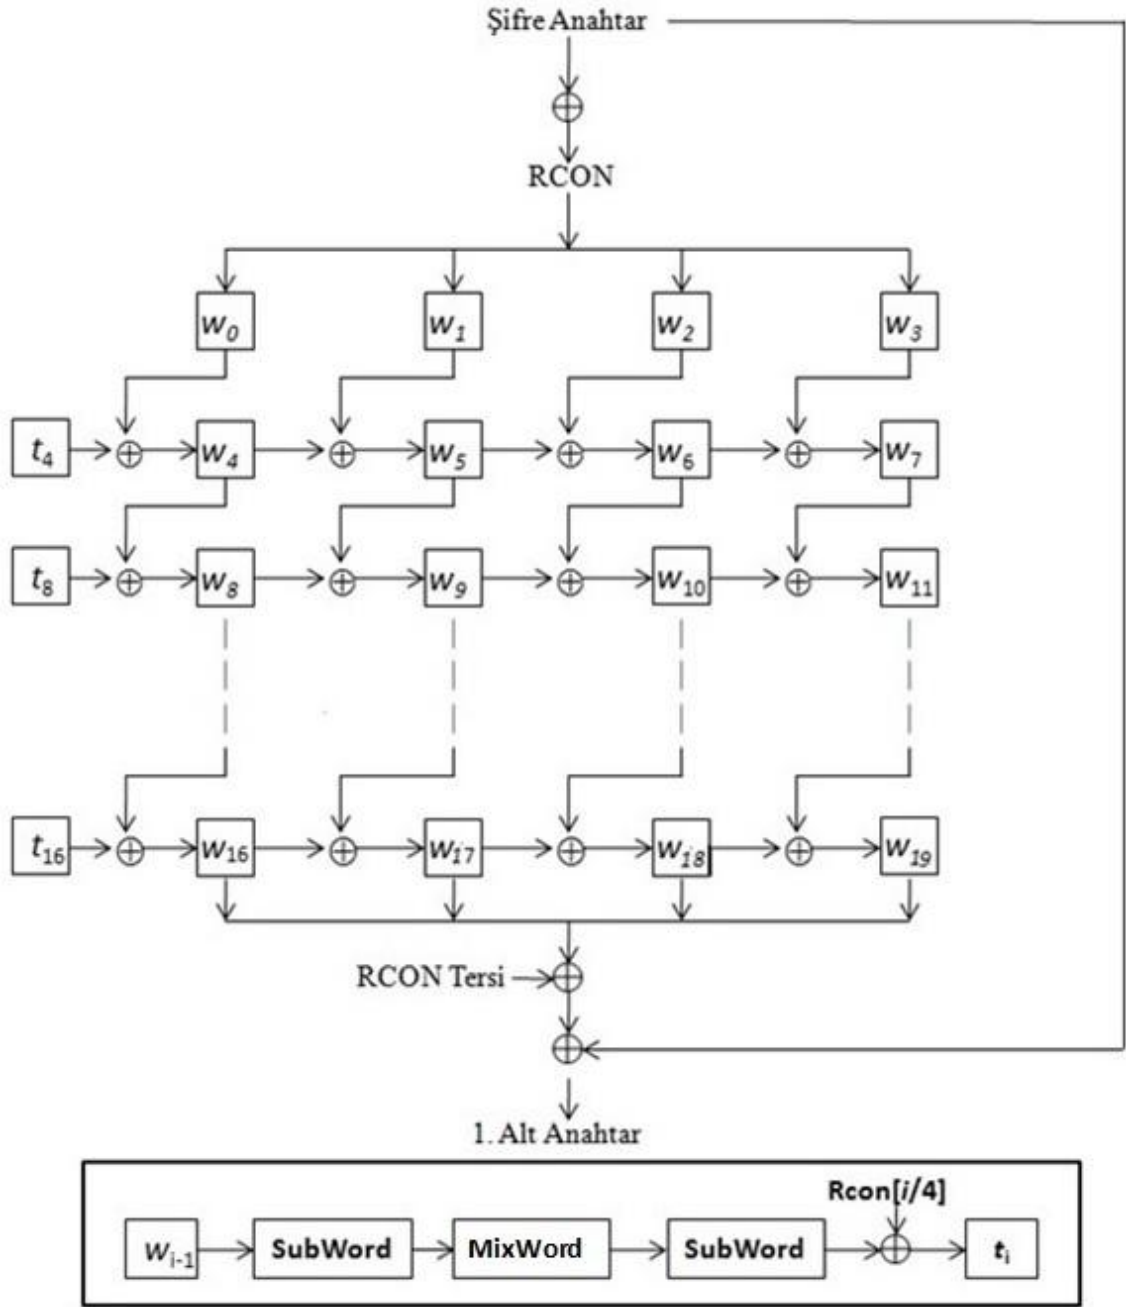 Şifre Anahtar
RCON
w0 w1 w2 w3
t4 w4 w5 w6 w7
t8 w8 w9 w10 w11
t16 w16 w17 w18 w19
RCON Tersi
1. Alt Anahtar
Rcon[i/4]
wi-1 SubWord MixWord SubWord ti